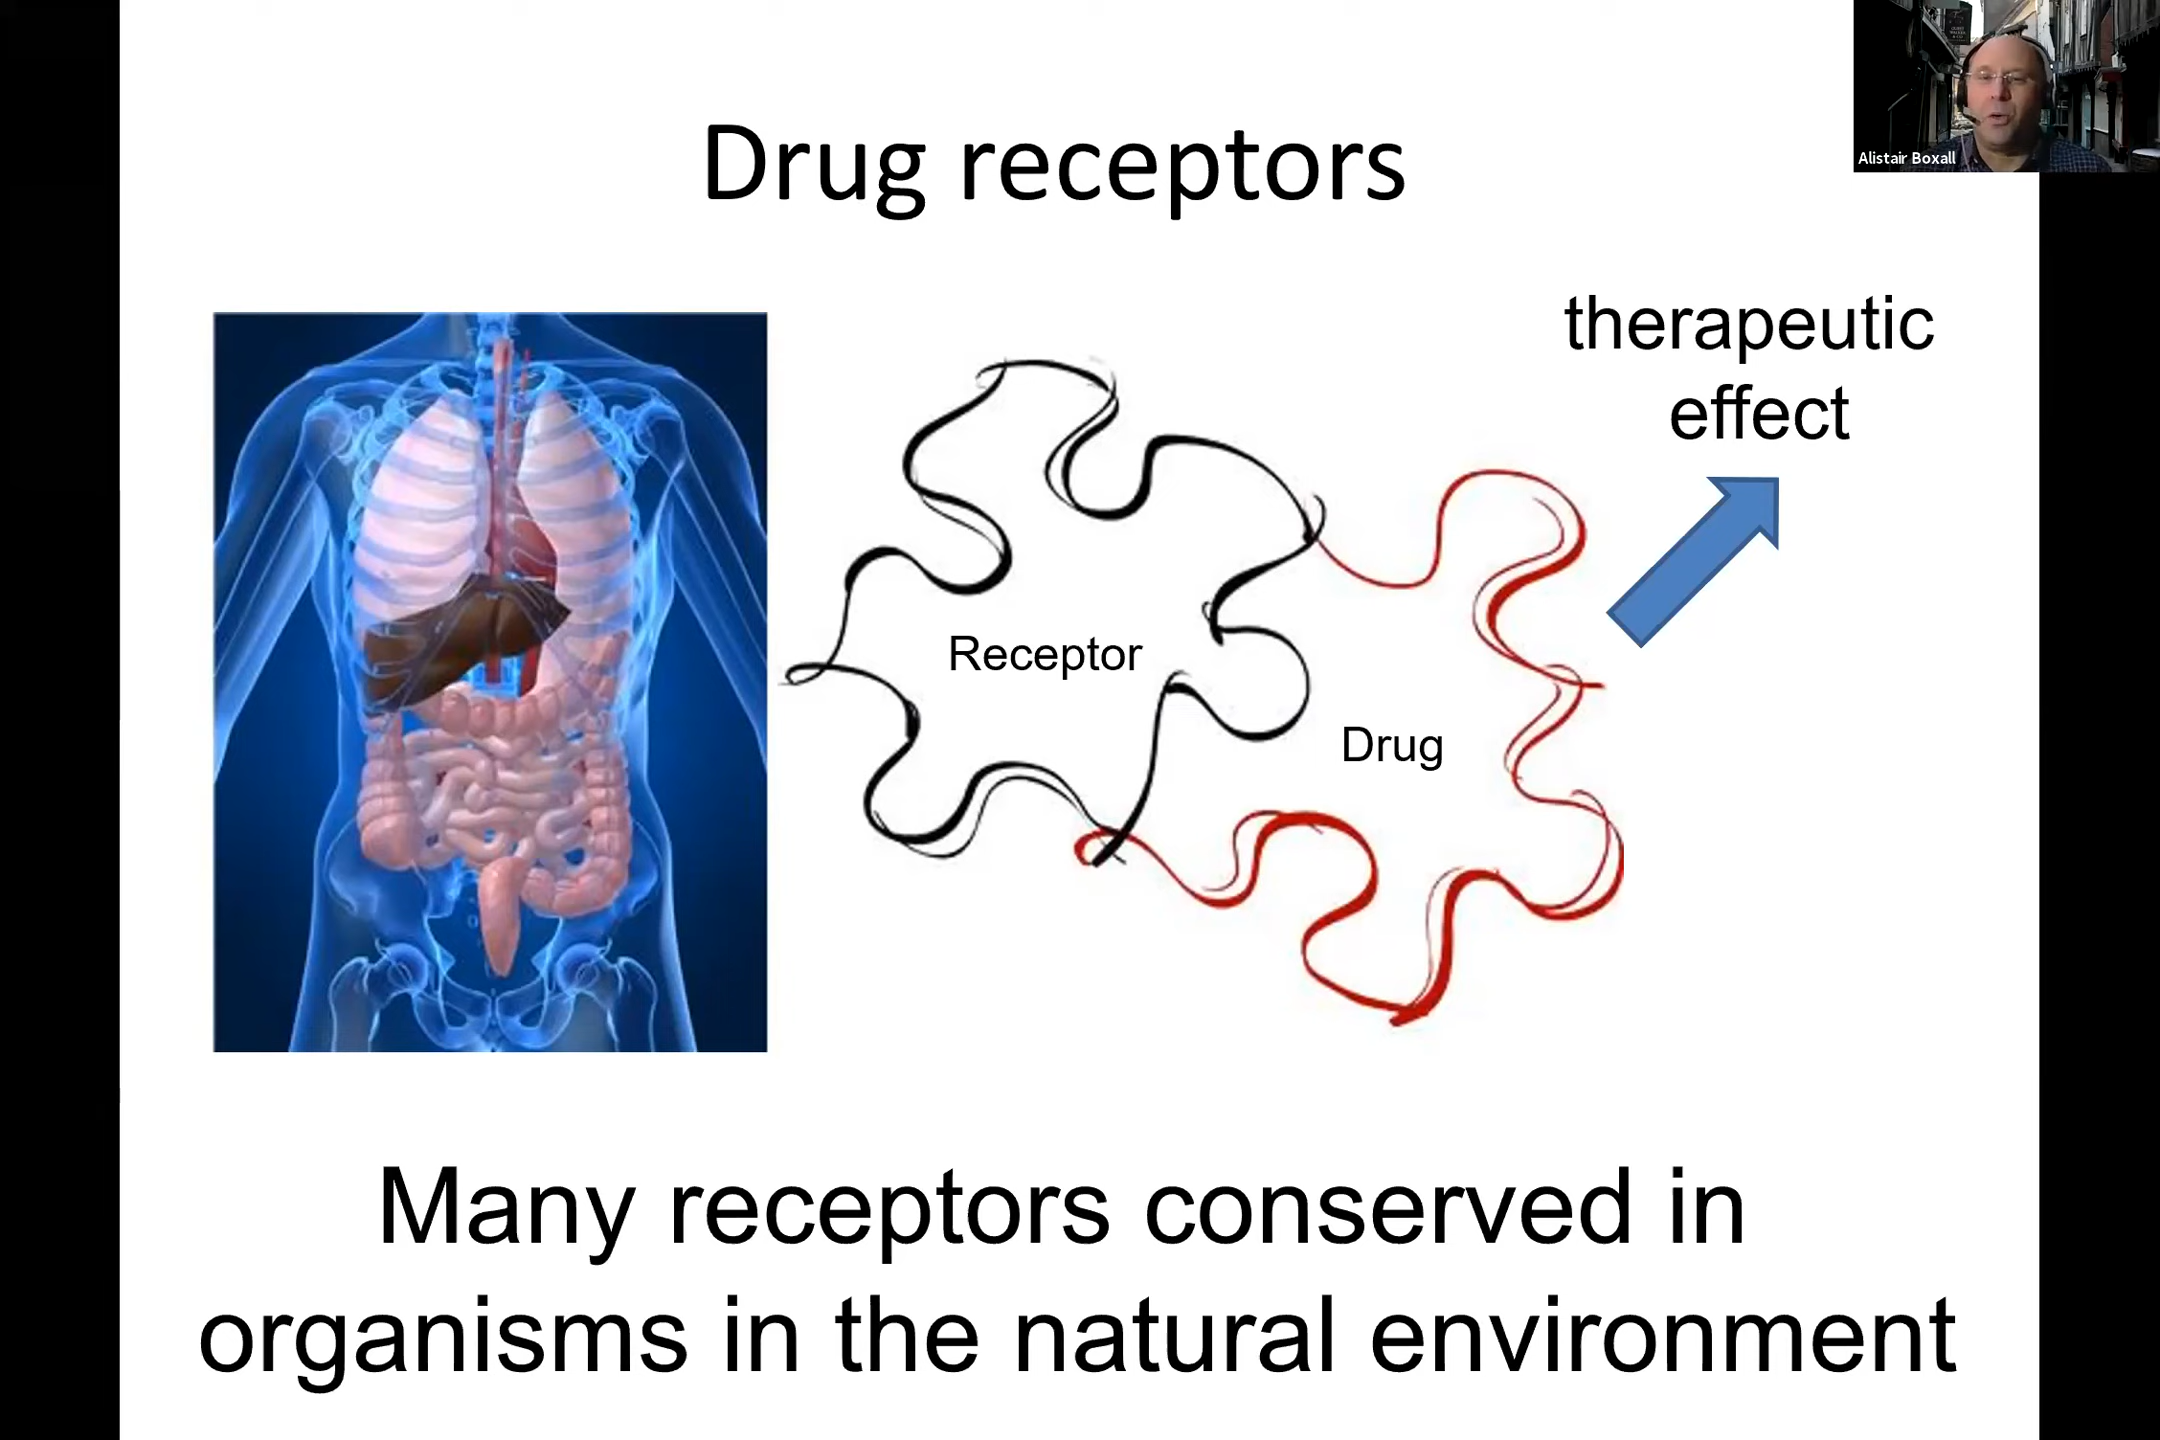 Drug receptors
Alistair Boxall
therapeutic
effect
Receptor
Drug
Many receptors conserved in
organisms in the natural environment